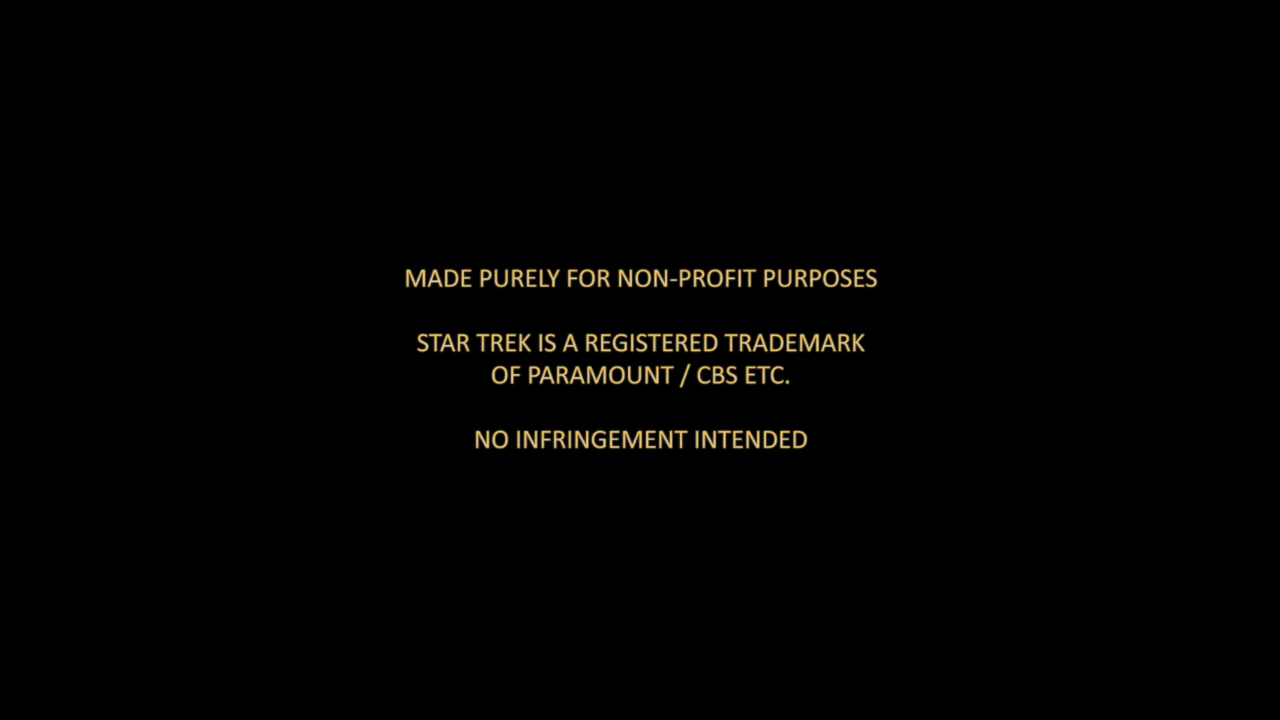 MADE PURELY FOR NON-PROFIT PURPOSES
STAR TREK IS A REGISTERED TRADEMARK
OF PARAMOUNT / CBS ETC.
NO INFRINGEMENT INTENDED